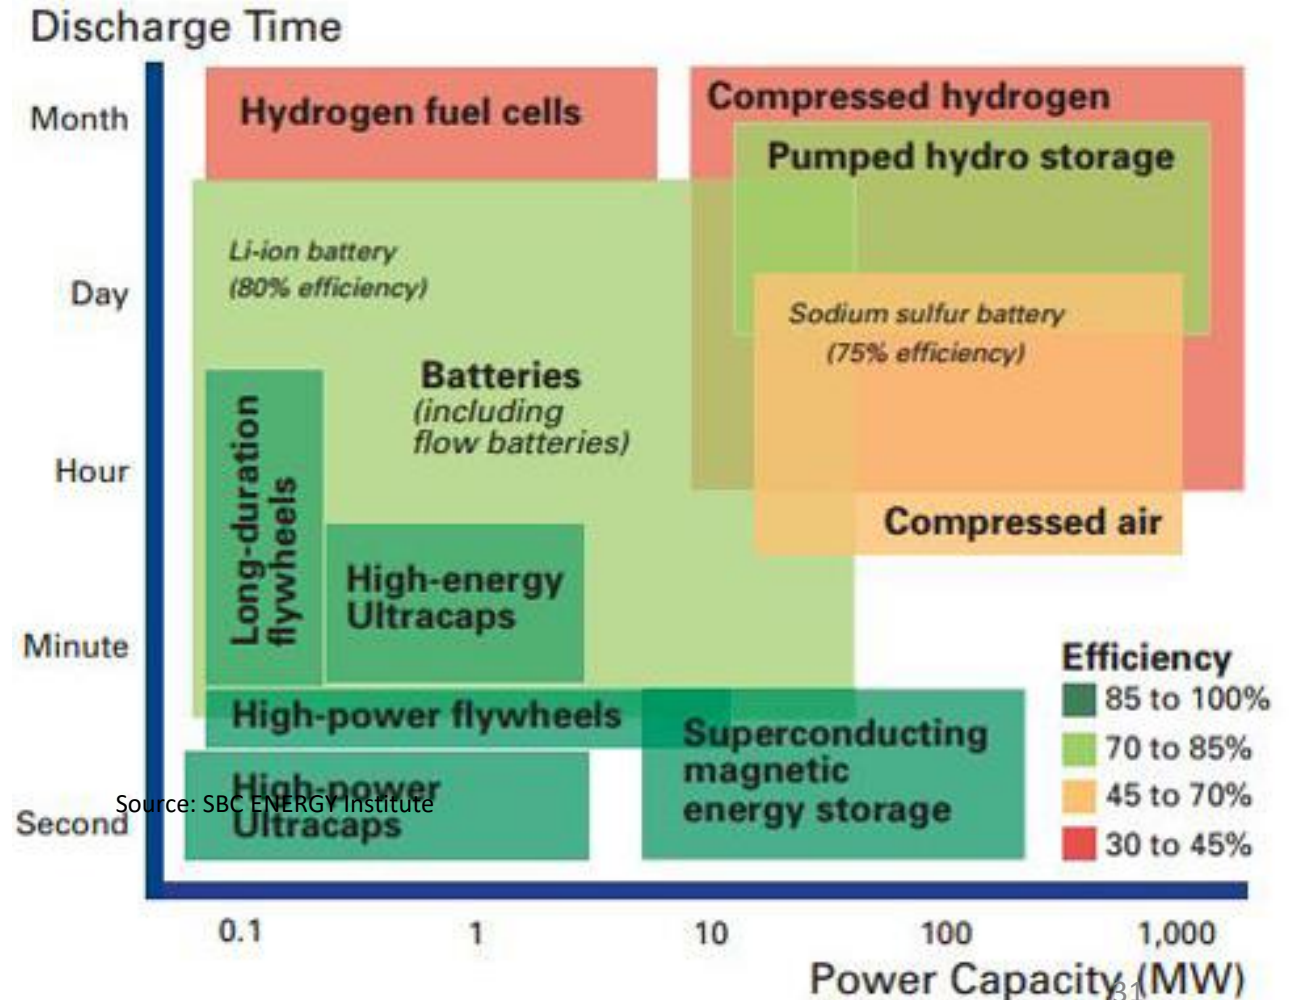 Discharge Time
Month
Day
Hour
Minute
Second
Hydrogen fuel cells
Compressed hydrogen
Pumped hydro storage
Li-ion battery
(80% efficiency)
Sodium sulfur battery
(75% efficiency)
Batteries
(including
flow batteries)
Long-duration
flywheels
High-energy
Ultracaps
Compressed air
High-power flywheels
Superconducting
magnetic
energy storage
High-power
Ultracaps
Source: SBC ENERGY Institute
Efficiency
85 to 100%
70 to 85%
45 to 70%
30 to 45%
0.1
1
10
100
1,000
Power Capacity (MW)
31